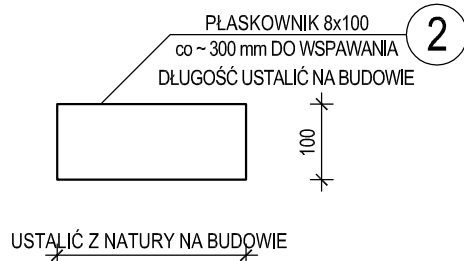 PŁASKOWNIK 8x100
co ~ 300 mm DO WSPAWANIA
2
DŁUGOŚĆ USTALIĆ NA BUDOWIE
100
USTALIĆ Z NATURY NA BUDOWIE